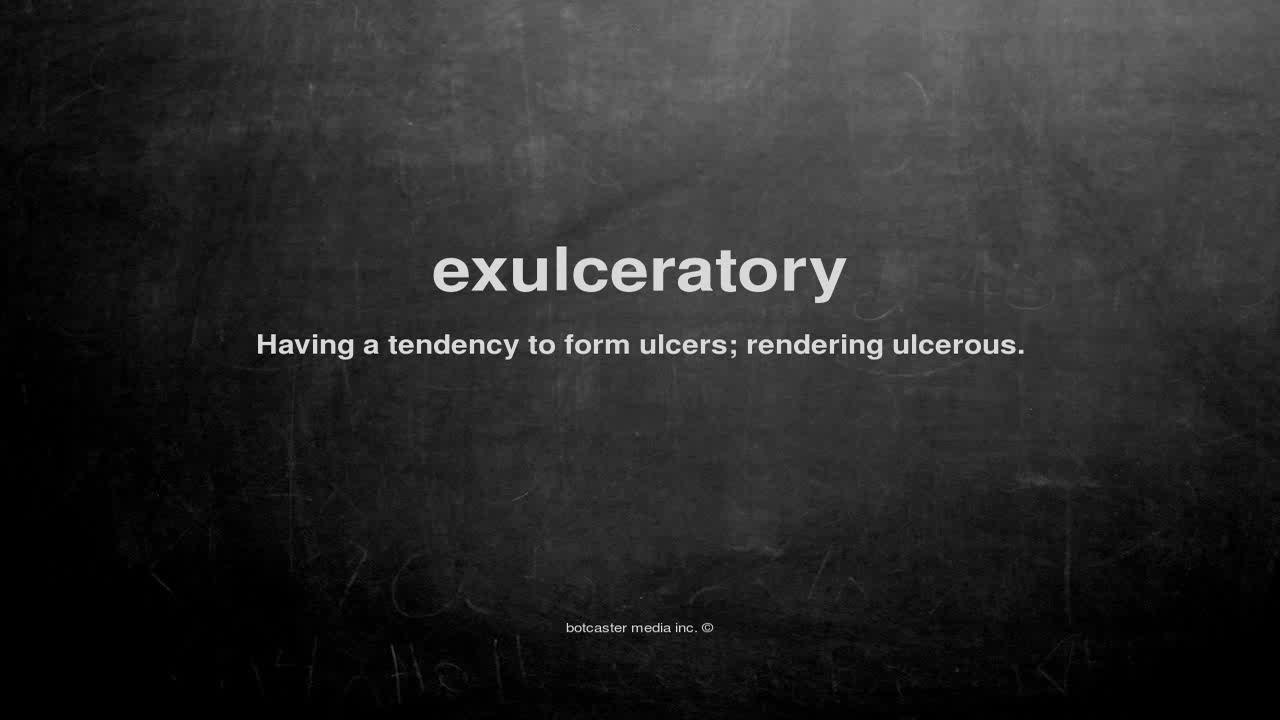 exulceratory
Having a tendency to form ulcers; rendering ulcerous.
botcaster media inc. ©